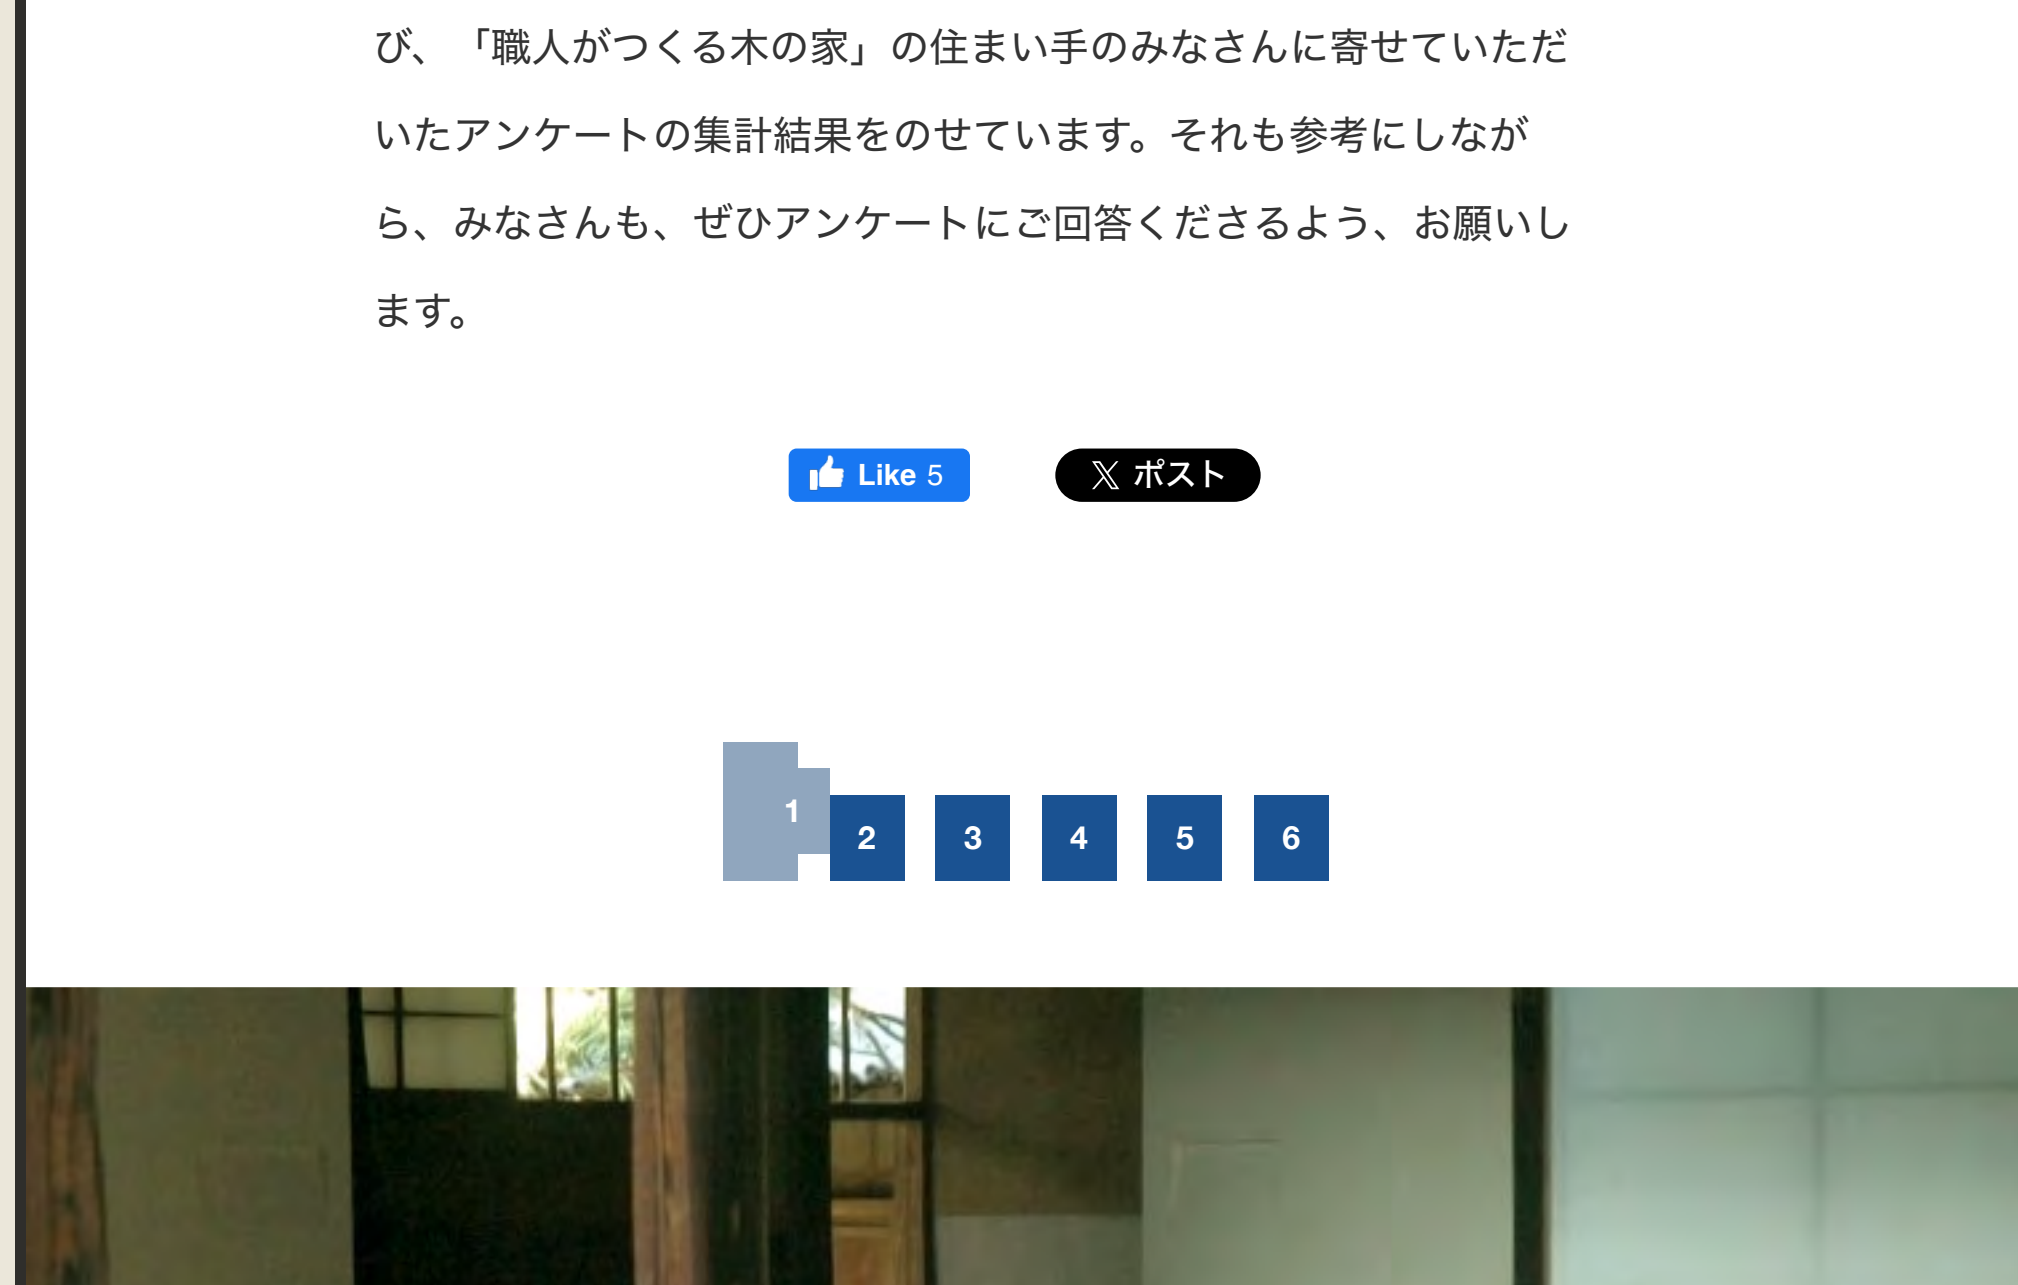 び、「職人がつくる木の家」の住まい手のみなさんに寄せていただ
いたアンケートの集計結果をのせています。それも参考にしなが
ら、みなさんも、ぜひアンケートにご回答くださるよう、お願いし
ます。
Like 5
X ポスト
1 2 3 4 5 6